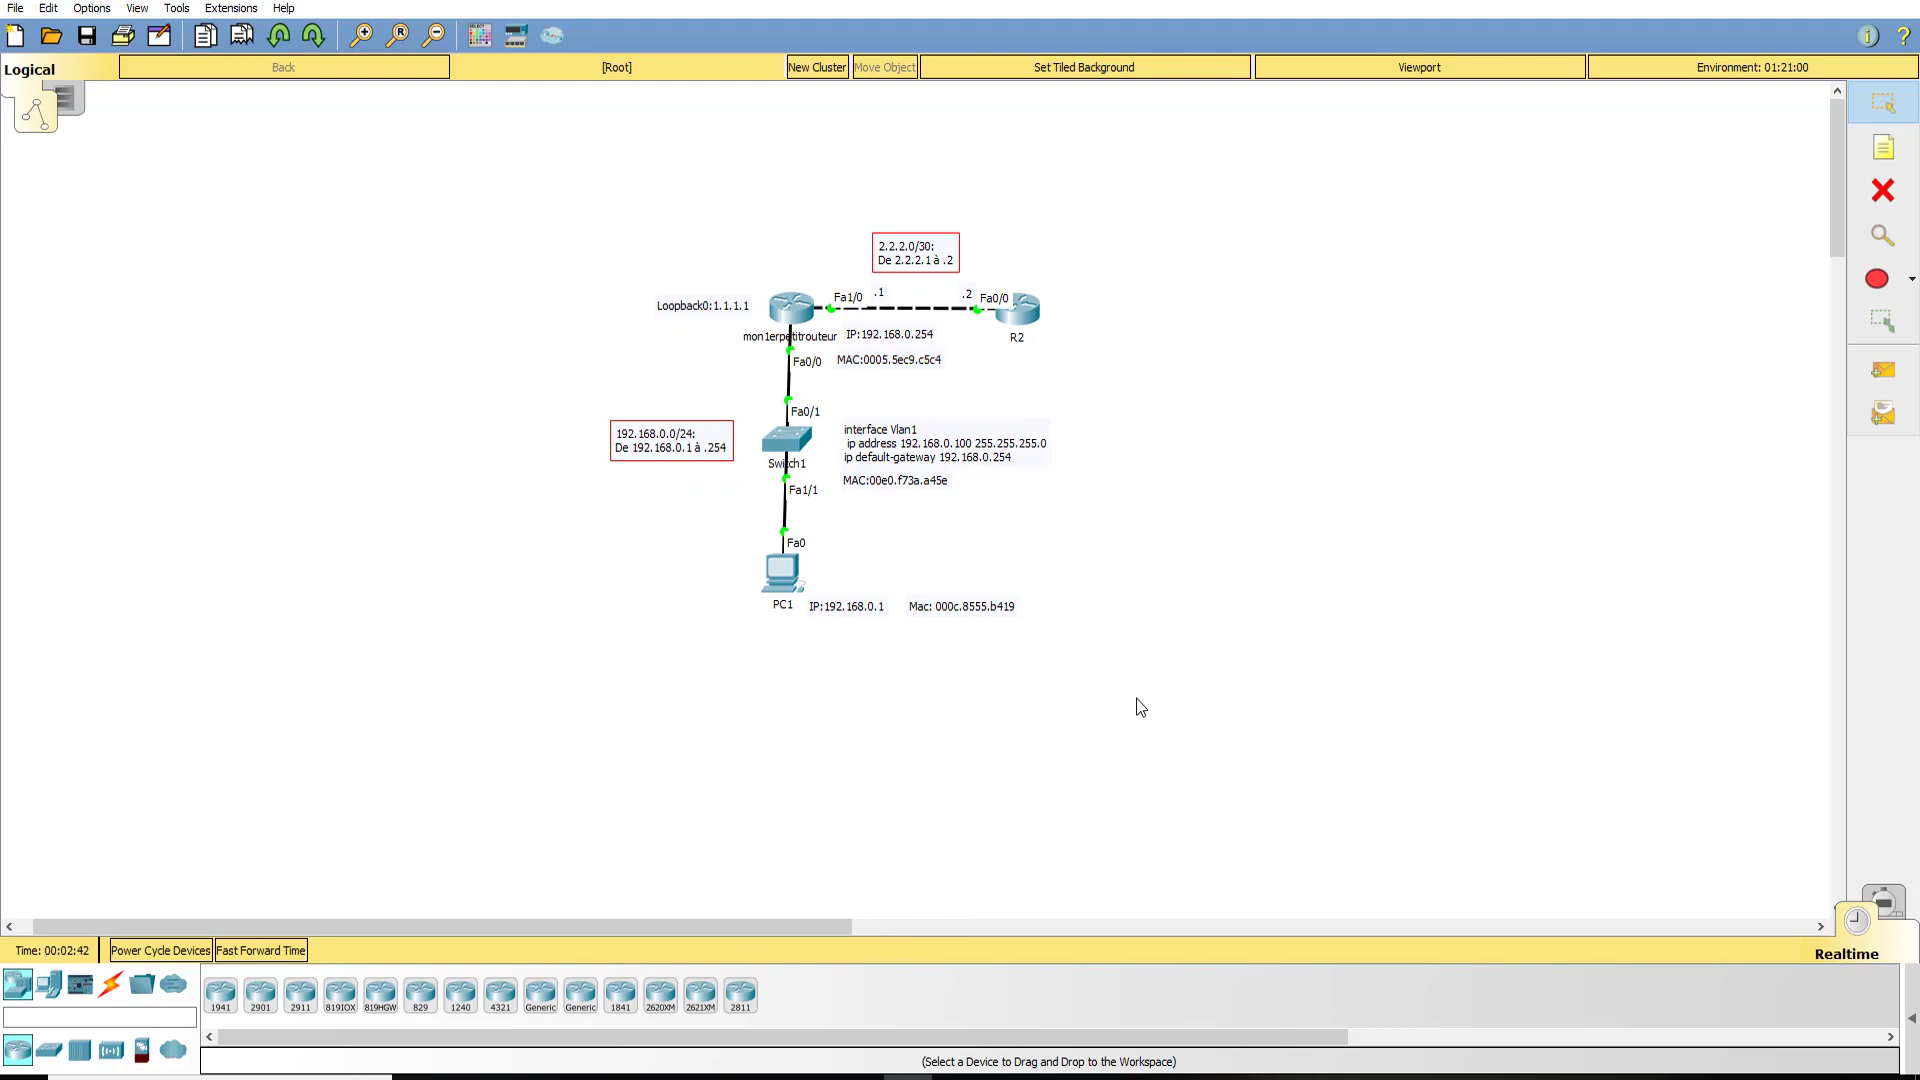 File Edit Options View Tools Extensions Help
Logical
Back
[Root]
New Cluster
Move Object
Set Tiled Background
Viewport
Environment: 01:21:00
2.2.2.0/30:
De 2.2.2.1 à .2
Loopback0:1.1.1.1
Fa1/0
.1
.2
Fa0/0
mon1erpetitrouteur
IP:192.168.0.254
R2
Fa0/0
MAC:0005.5ec9.c5c4
Fa0/1
192.168.0.0/24:
De 192.168.0.1 à .254
interface Vlan1
ip address 192.168.0.100 255.255.255.0
ip default-gateway 192.168.0.254
Switch1
MAC:00e0.f73a.a45e
Fa1/1
Fa0
PC1
IP:192.168.0.1
Mac: 000c.8555.b419
Time: 00:02:42
Power Cycle Devices
Fast Forward Time
Realtime
1941 2901 2911 819IOX 819HGW 829 1240 4321 Generic Generic 1841 2620XM 2621XM 2811
(Select a Device to Drag and Drop to the Workspace)